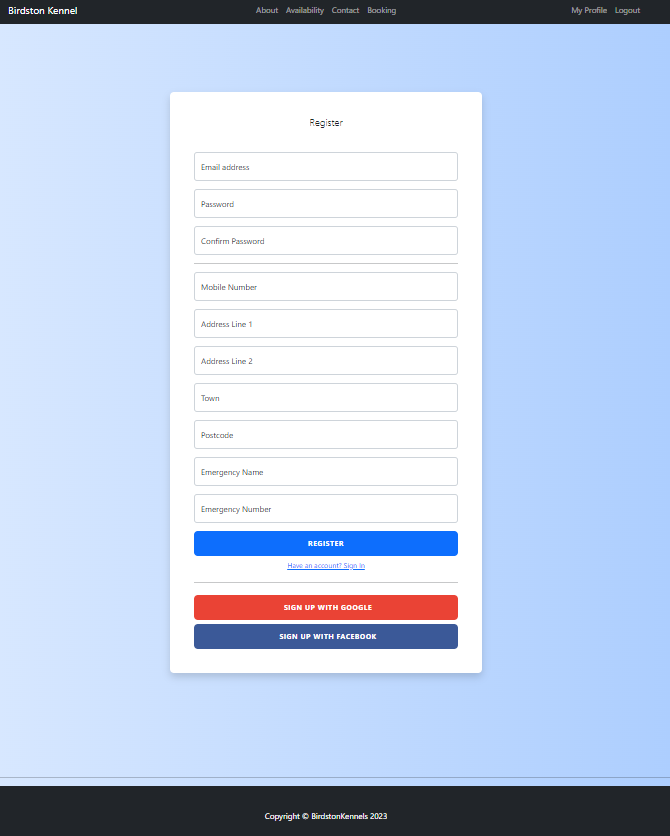 Birdston Kennel
About Availability Contact Booking
My Profile Logout
Register
Email address
Password
Confirm Password
Mobile Number
Address Line 1
Address Line 2
Town
Postcode
Emergency Name
Emergency Number
REGISTER
Have an account? Sign In
SIGN UP WITH GOOGLE
SIGN UP WITH FACEBOOK
Copyright © BirdstonKennels 2023